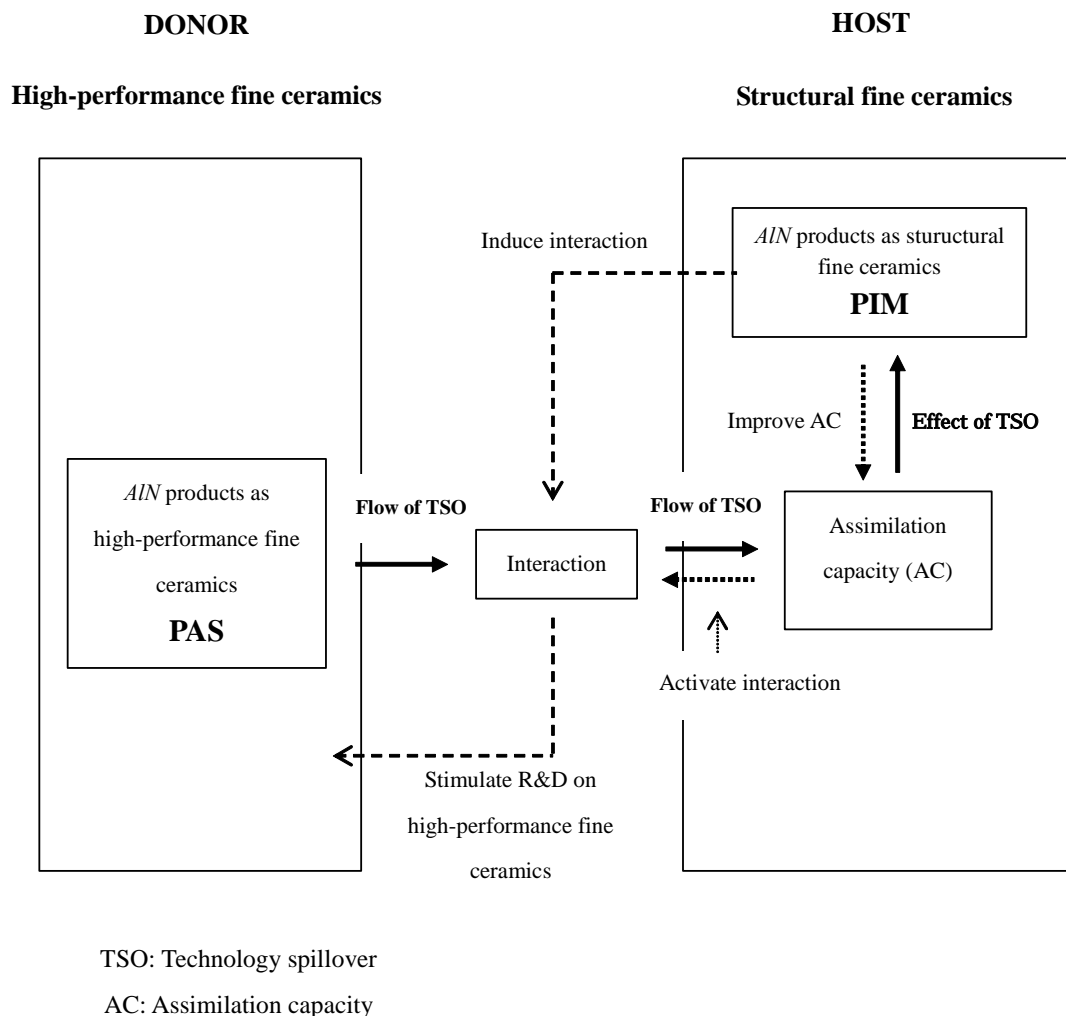 DONOR
HOST
High-performance fine ceramics
Structural fine ceramics
Induce interaction
AlN products as sturuct​ural
fine ceramics
PIM
Improve AC
Effect of TSO
AlN products as
high-performance fine
ceramics
PAS
Flow of TSO
Interaction
Flow of TSO
Assimilation
capacity (AC)
Activate interaction
Stimulate R&D on
high-performance fine
ceramics
TSO: Technology spillover
AC: Assimilation capacity